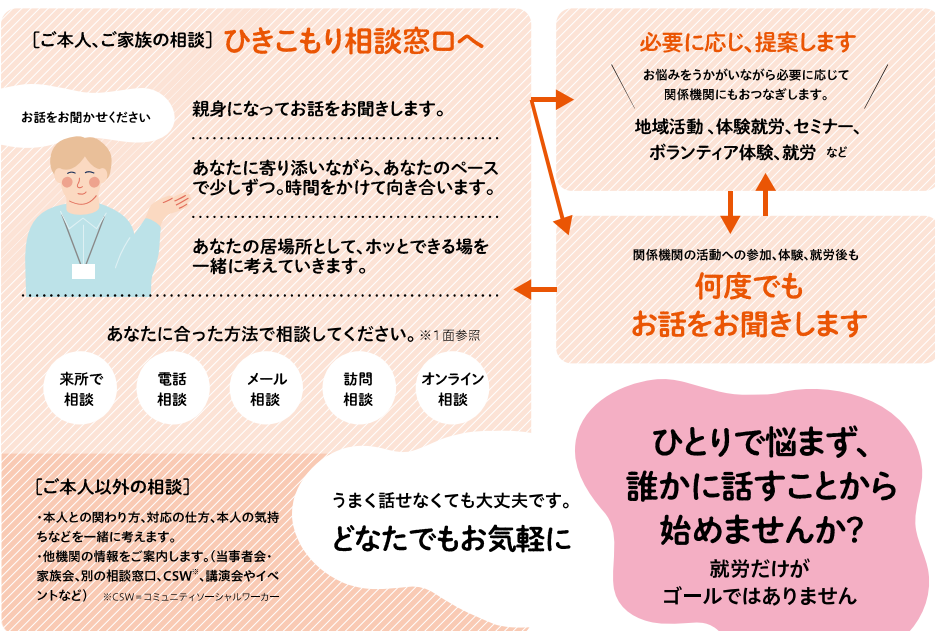 ［ご本人、ご家族の相談］ ひきこもり相談窓口へ
お話をお聞かせください
親身になってお話をお聞きします。
あなたに寄り添いながら、あなたのペース
で少しずつ。時間をかけて向き合います。
あなたの居場所として、ホッとできる場を
一緒に考えていきます。
あなたに合った方法で相談してください。※1面参照
来所で
相談
電話
相談
メール
相談
訪問
相談
オンライン
相談
［ご本人以外の相談］
・本人との関わり方、対応の仕方、本人の気持
ちなどを一緒に考えます。
・他機関の情報をご案内します。（当事者会・
家族会、別の相談窓口、CSW※、講演会やイベ
ントなど） ※CSW＝コミュニティソーシャルワーカー
うまく話せなくても大丈夫です。
どなたでもお気軽に
必要に応じ、提案します
お悩みをうかがいながら必要に応じて
関係機関にもおつなぎします。
地域活動 、体験就労、セミナー、
ボランティア体験、就労 など
関係機関の活動への参加、体験、就労後も
何度でも
お話をお聞きします
ひとりで悩まず、
誰かに話すことから
始めませんか？
就労だけが
ゴールではありません